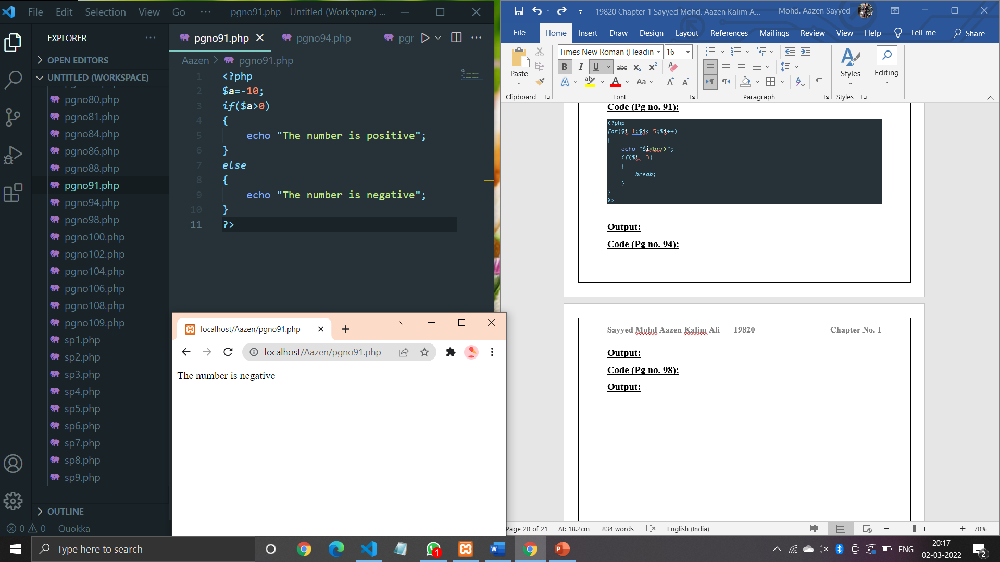 File Edit Selection View Go ··· pgno91.php - Untitled (Workspace) ...
EXPLORER ···
OPEN EDITORS
UNTITLED (WORKSPACE)
pgno80.php
pgno81.php
pgno84.php
pgno86.php
pgno88.php
pgno91.php
pgno94.php
pgno98.php
pgno100.php
pgno102.php
pgno104.php
pgno106.php
pgno108.php
pgno109.php
sp1.php
sp2.php
sp3.php
sp4.php
sp5.php
sp6.php
sp7.php
sp8.php
sp9.php
OUTLINE
0 0 Quokka
pgno91.php pgno94.php pgr
Aazen > pgno91.php
1 <?php
2 $a=-10;
3 if($a>0)
4 {
5 echo "The number is positive";
6 }
7 else
8 {
9 echo "The number is negative";
10 }
11 ?>
localhost/Aazen/pgno91.php
localhost/Aazen/pgno91.php
The number is negative
19820 Chapter 1 Sayyed Mohd. Aazen Kalim A... Mohd. Aazen Sayyed
File Home Insert Draw Design Layout References Mailings Review View Help Tell me Share
Paste
Times New Roman (Headin 16
B I U abc X₂ X²
A ab A Aa A A
Styles
Editing
Clipboard Font Paragraph Styles
Code (Pg no. 91):
<?php
for($i=1;$i<=5;$i++)
{
echo "$i<br/>";
if($i==3)
{
break;
}
}
?>
Output:
Code (Pg no. 94):
Sayyed Mohd Aazen Kalim Ali 19820 Chapter No. 1
Output:
Code (Pg no. 98):
Output:
Page 20 of 21 At: 18.2cm 834 words English (India) 70%
Type here to search
1
ENG
20:17
02-03-2022
2